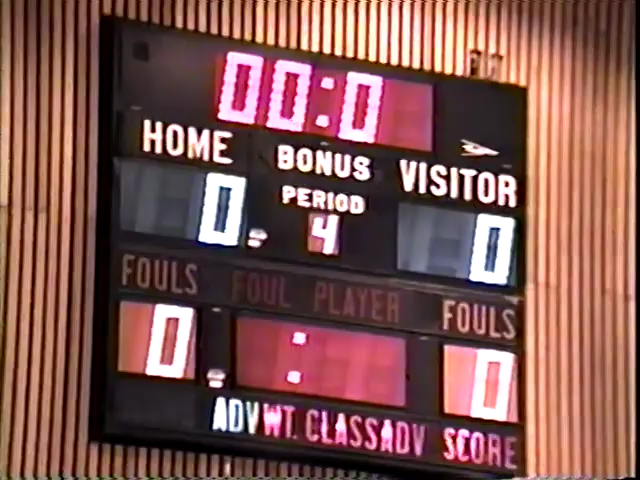 00:0
HOME BONUS VISITOR
0 PERIOD 0
4
FOULS FOUL PLAYER FOULS
0 : 0
ADV WT. CLASS ADV SCORE